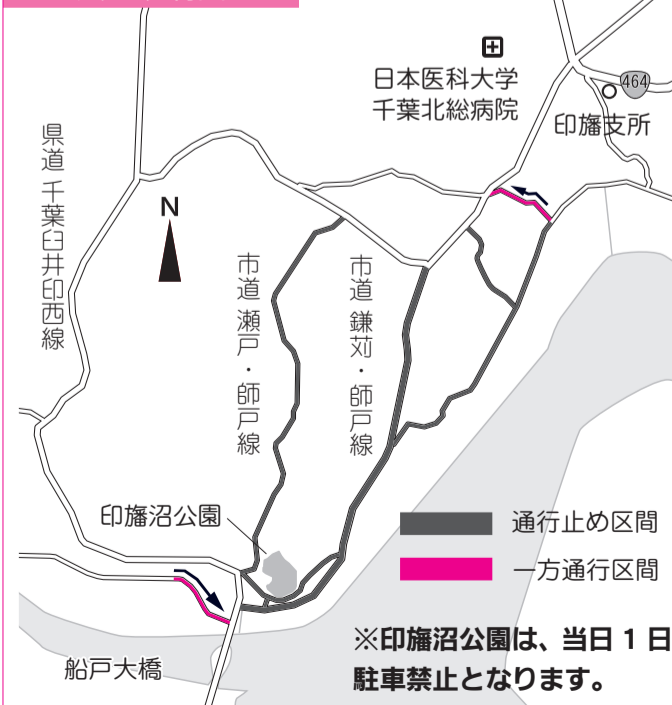 日本医科大学
千葉北総病院
464
印旛支所
県道 千葉臼井印西線
N
市道 瀬戸・師戸線
市道 鎌苅・師戸線
印旛沼公園
通行止め区間
一方通行区間
※印旛沼公園は、当日 1 日
駐車禁止となります。
船戸大橋